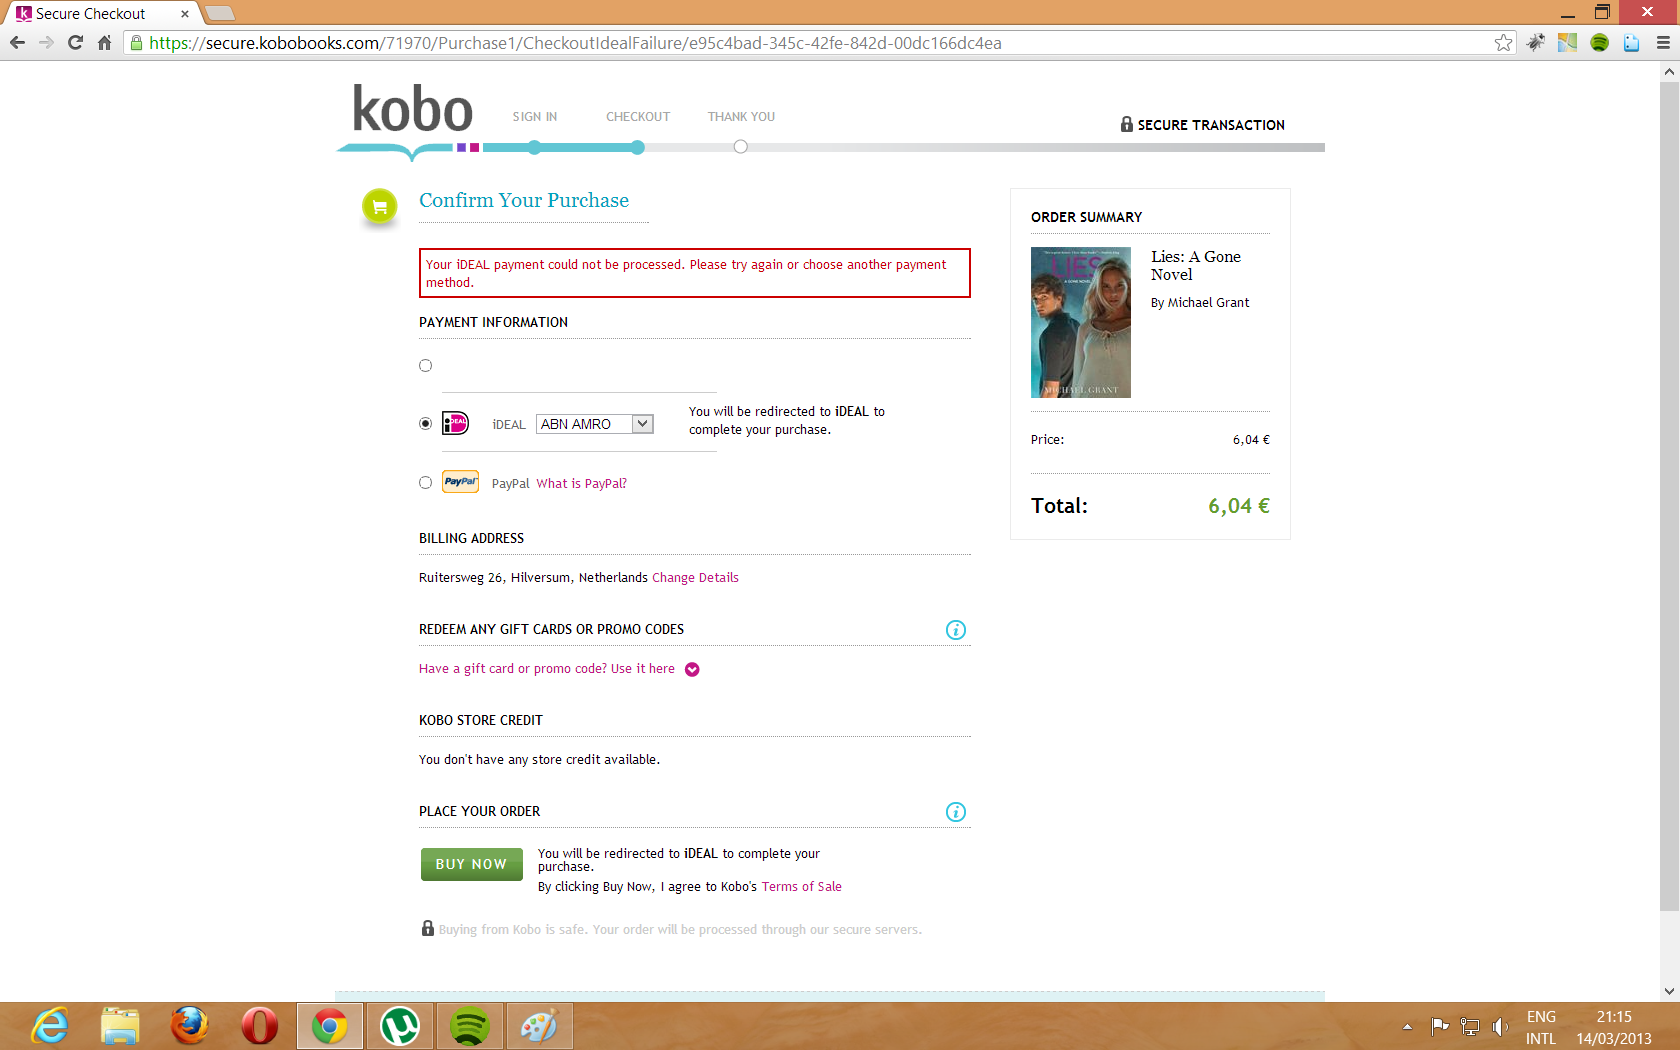 Secure Checkout
https://secure.kobobooks.com/71970/Purchase1/CheckoutIdealFailure/e95c4bad-345c-42fe-842d-00dc166dc4ea
kobo
SIGN IN
CHECKOUT
THANK YOU
SECURE TRANSACTION
Confirm Your Purchase
Your iDEAL payment could not be processed. Please try again or choose another payment
method.
PAYMENT INFORMATION
iDEAL
iDEAL
ABN AMRO
You will be redirected to iDEAL to
complete your purchase.
PayPal
PayPal What is PayPal?
BILLING ADDRESS
Ruitersweg 26, Hilversum, Netherlands Change Details
REDEEM ANY GIFT CARDS OR PROMO CODES
Have a gift card or promo code? Use it here
KOBO STORE CREDIT
You don't have any store credit available.
PLACE YOUR ORDER
BUY NOW
You will be redirected to iDEAL to complete your
purchase.
By clicking Buy Now, I agree to Kobo's Terms of Sale
Buying from Kobo is safe. Your order will be processed through our secure servers.
ORDER SUMMARY
LIES
A GONE NOVEL
MICHAEL GRANT
Lies: A Gone
Novel
By Michael Grant
Price: 6,04 €
Total: 6,04 €
ENG
INTL
21:15
14/03/2013